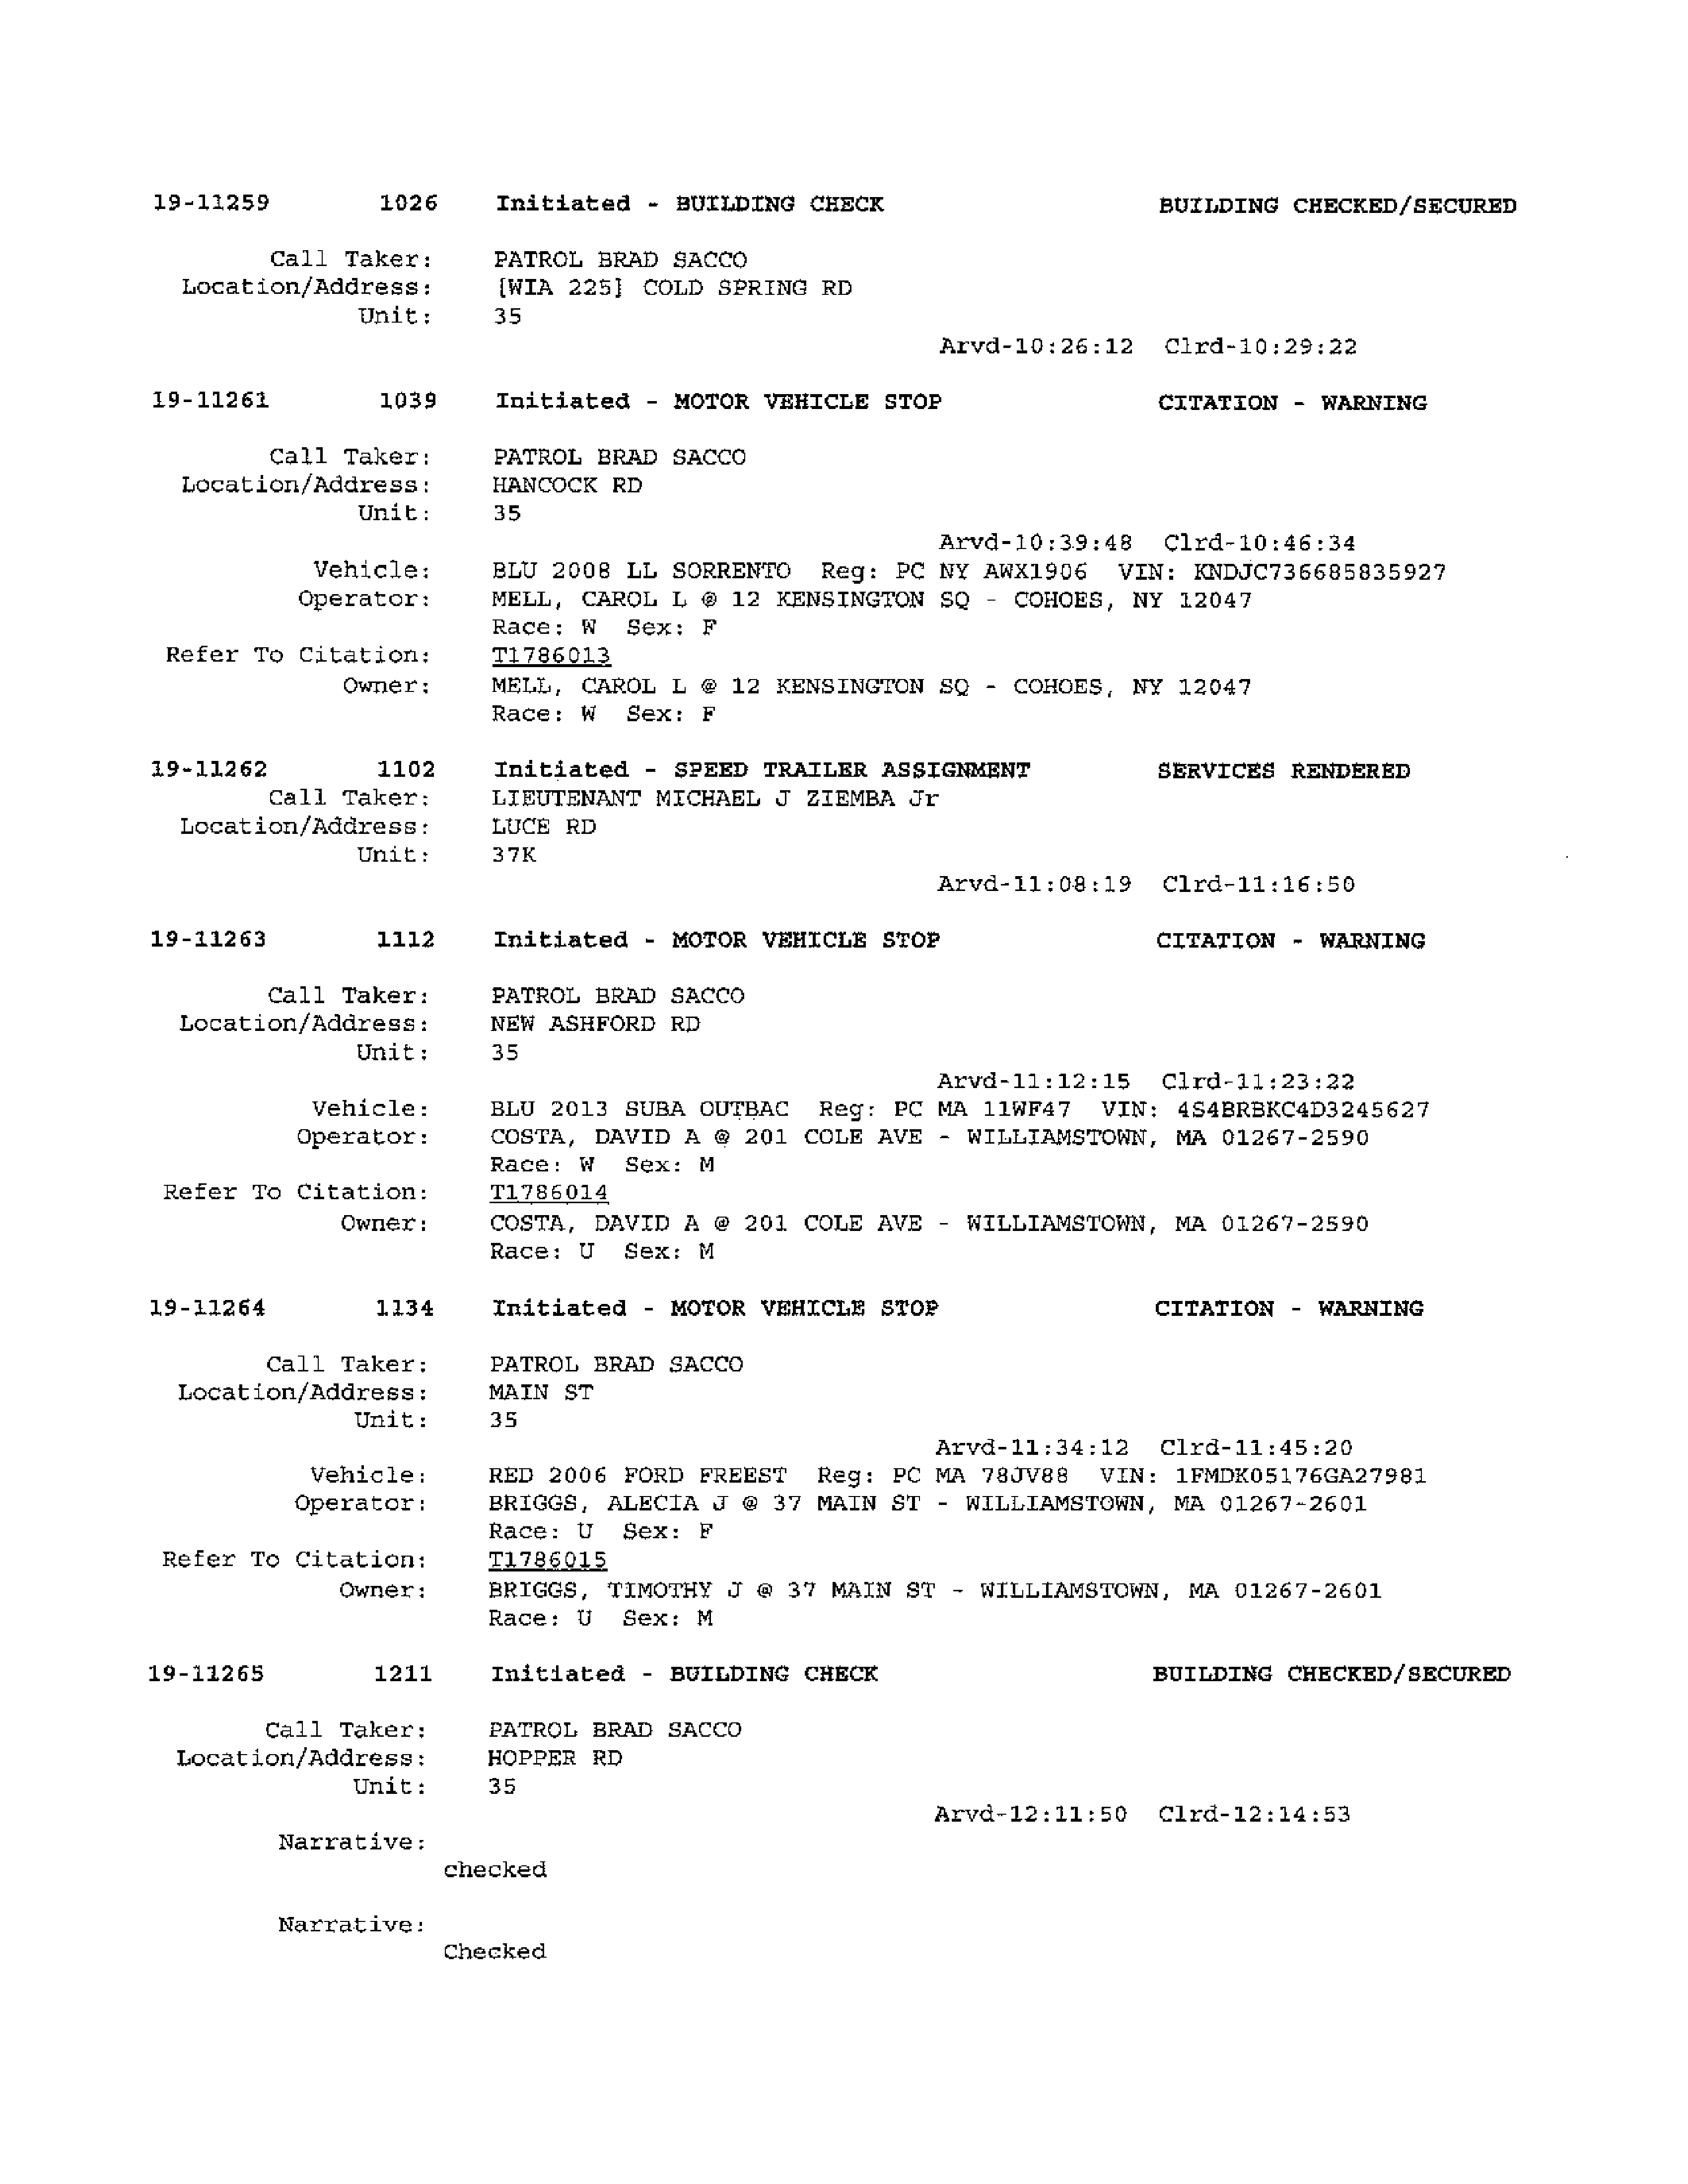 19-11259 1026 Initiated - BUILDING CHECK BUILDING CHECKED/SECURED
Call Taker: PATROL BRAD SACCO
Location/Address: [WIA 225] COLD SPRING RD
Unit: 35
Arvd-10:26:12 Clrd-10:29:22
19-11261 1039 Initiated - MOTOR VEHICLE STOP CITATION - WARNING
Call Taker: PATROL BRAD SACCO
Location/Address: HANCOCK RD
Unit: 35
Arvd-10:39:48 Clrd-10:46:34
Vehicle: BLU 2008 LL SORRENTO Reg: PC NY AWX1906 VIN: KNDJC736685835927
Operator: MELL, CAROL L @ 12 KENSINGTON SQ - COHOES, NY 12047
Race: W Sex: F
Refer To Citation: T1786013
Owner: MELL, CAROL L @ 12 KENSINGTON SQ - COHOES, NY 12047
Race: W Sex: F
19-11262 1102 Initiated - SPEED TRAILER ASSIGNMENT SERVICES RENDERED
Call Taker: LIEUTENANT MICHAEL J ZIEMBA Jr
Location/Address: LUCE RD
Unit: 37K
Arvd-11:08:19 Clrd-11:16:50
19-11263 1112 Initiated - MOTOR VEHICLE STOP CITATION - WARNING
Call Taker: PATROL BRAD SACCO
Location/Address: NEW ASHFORD RD
Unit: 35
Arvd-11:12:15 Clrd-11:23:22
Vehicle: BLU 2013 SUBA OUTBAC Reg: PC MA 11WF47 VIN: 4S4BRBKC4D3245627
Operator: COSTA, DAVID A @ 201 COLE AVE - WILLIAMSTOWN, MA 01267-2590
Race: W Sex: M
Refer To Citation: T1786014
Owner: COSTA, DAVID A @ 201 COLE AVE - WILLIAMSTOWN, MA 01267-2590
Race: U Sex: M
19-11264 1134 Initiated - MOTOR VEHICLE STOP CITATION - WARNING
Call Taker: PATROL BRAD SACCO
Location/Address: MAIN ST
Unit: 35
Arvd-11:34:12 Clrd-11:45:20
Vehicle: RED 2006 FORD FREEST Reg: PC MA 78JV88 VIN: 1FMDK05176GA27981
Operator: BRIGGS, ALECIA J @ 37 MAIN ST - WILLIAMSTOWN, MA 01267-2601
Race: U Sex: F
Refer To Citation: T1786015
Owner: BRIGGS, TIMOTHY J @ 37 MAIN ST - WILLIAMSTOWN, MA 01267-2601
Race: U Sex: M
19-11265 1211 Initiated - BUILDING CHECK BUILDING CHECKED/SECURED
Call Taker: PATROL BRAD SACCO
Location/Address: HOPPER RD
Unit: 35
Arvd-12:11:50 Clrd-12:14:53
Narrative:
checked
Narrative:
Checked